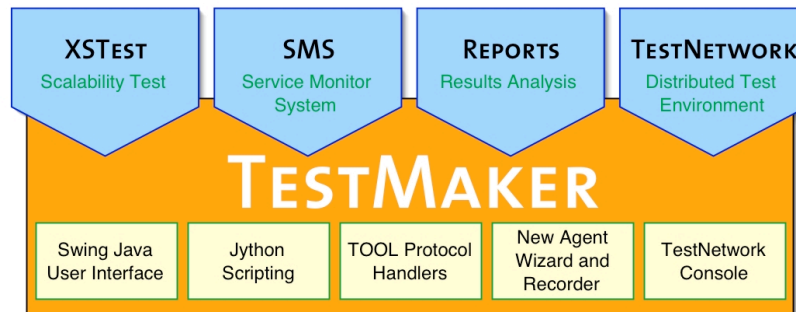 XSTEST
Scalability Test
SMS
Service Monitor
System
REPORTS
Results Analysis
TESTNETWORK
Distributed Test
Environment
TESTMAKER
Swing Java
User Interface
Jython
Scripting
TOOL Protocol
Handlers
New Agent
Wizard and
Recorder
TestNetwork
Console